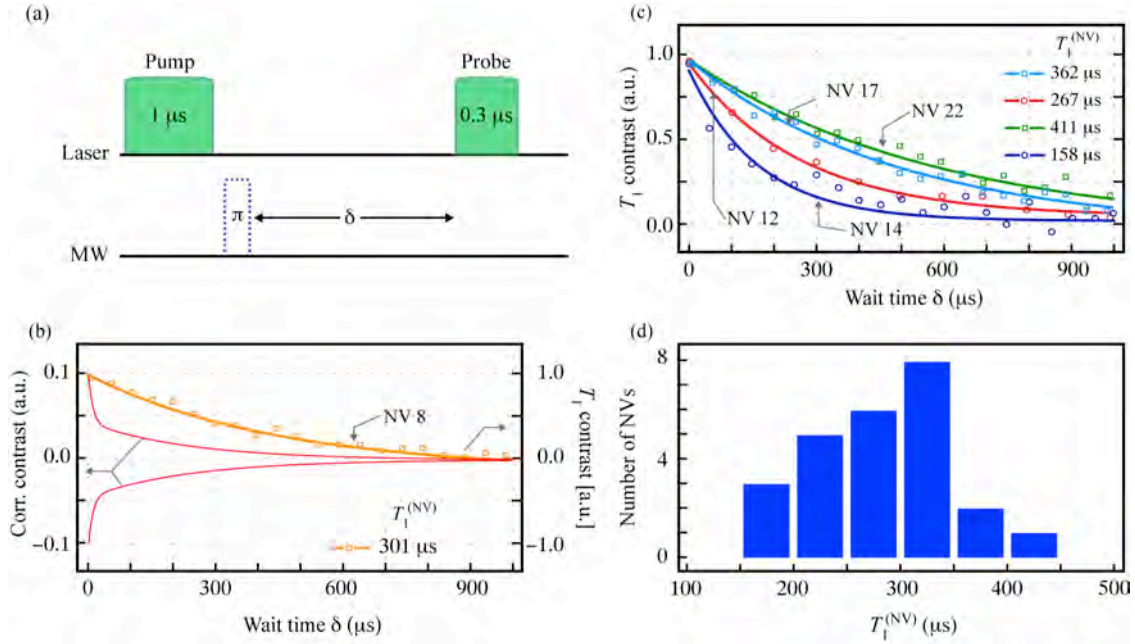 (a)
Pump
Probe
1 μs
0.3 μs
Laser
π
δ
MW
(b)
Corr. contrast (a.u.)
0.1
0.0
−0.1
1.0
0.0
−1.0
T₁ contrast [a.u.]
NV 8
T₁(NV)
301 μs
0
300
600
900
Wait time δ (μs)
(c)
T₁ contrast (a.u.)
1.0
0.5
0.0
T₁(NV)
362 μs
267 μs
411 μs
158 μs
NV 17
NV 22
NV 12
NV 14
0
300
600
900
Wait time δ (μs)
(d)
Number of NVs
8
4
0
100
200
300
400
500
T₁(NV) (μs)